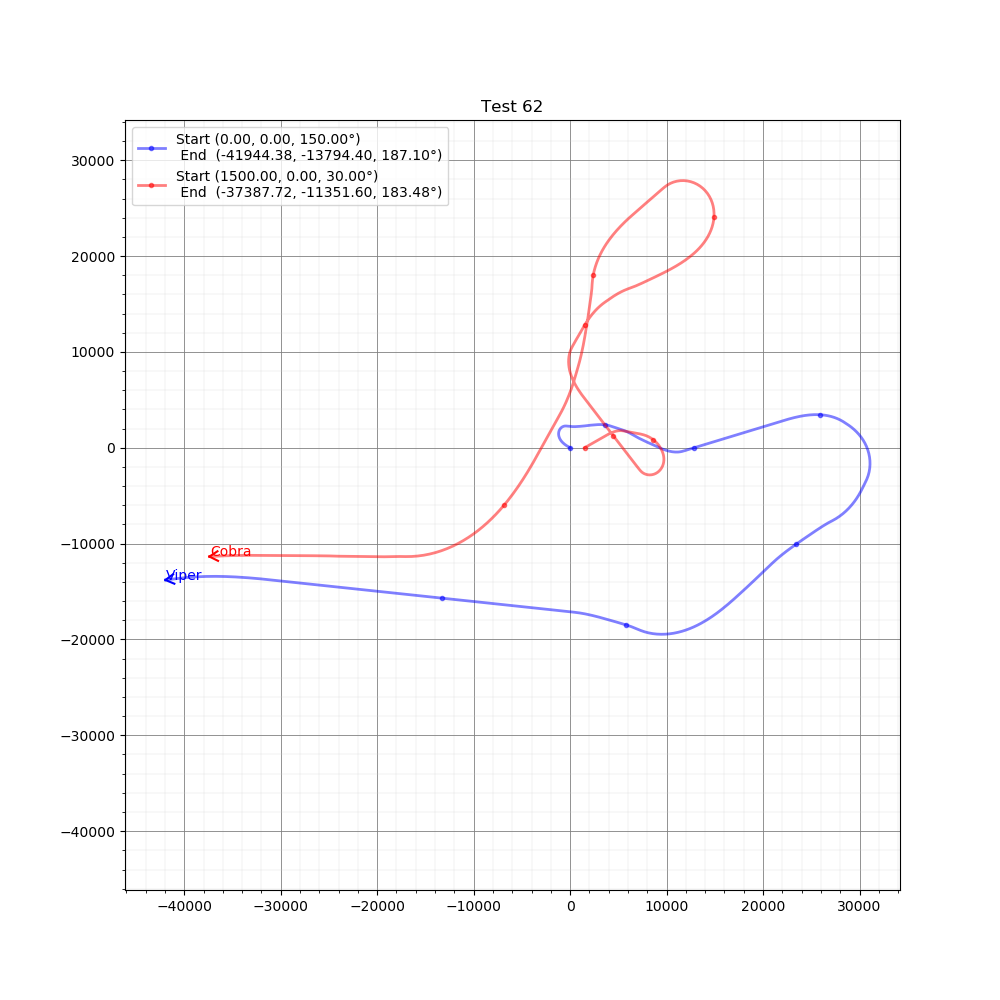 Test 62
Start (0.00, 0.00, 150.00°)
End  (-41944.38, -13794.40, 187.10°)
Start (1500.00, 0.00, 30.00°)
End  (-37387.72, -11351.60, 183.48°)
30000
20000
10000
0
−10000
−20000
−30000
−40000
Cobra
Viper
−40000 −30000 −20000 −10000 0 10000 20000 30000